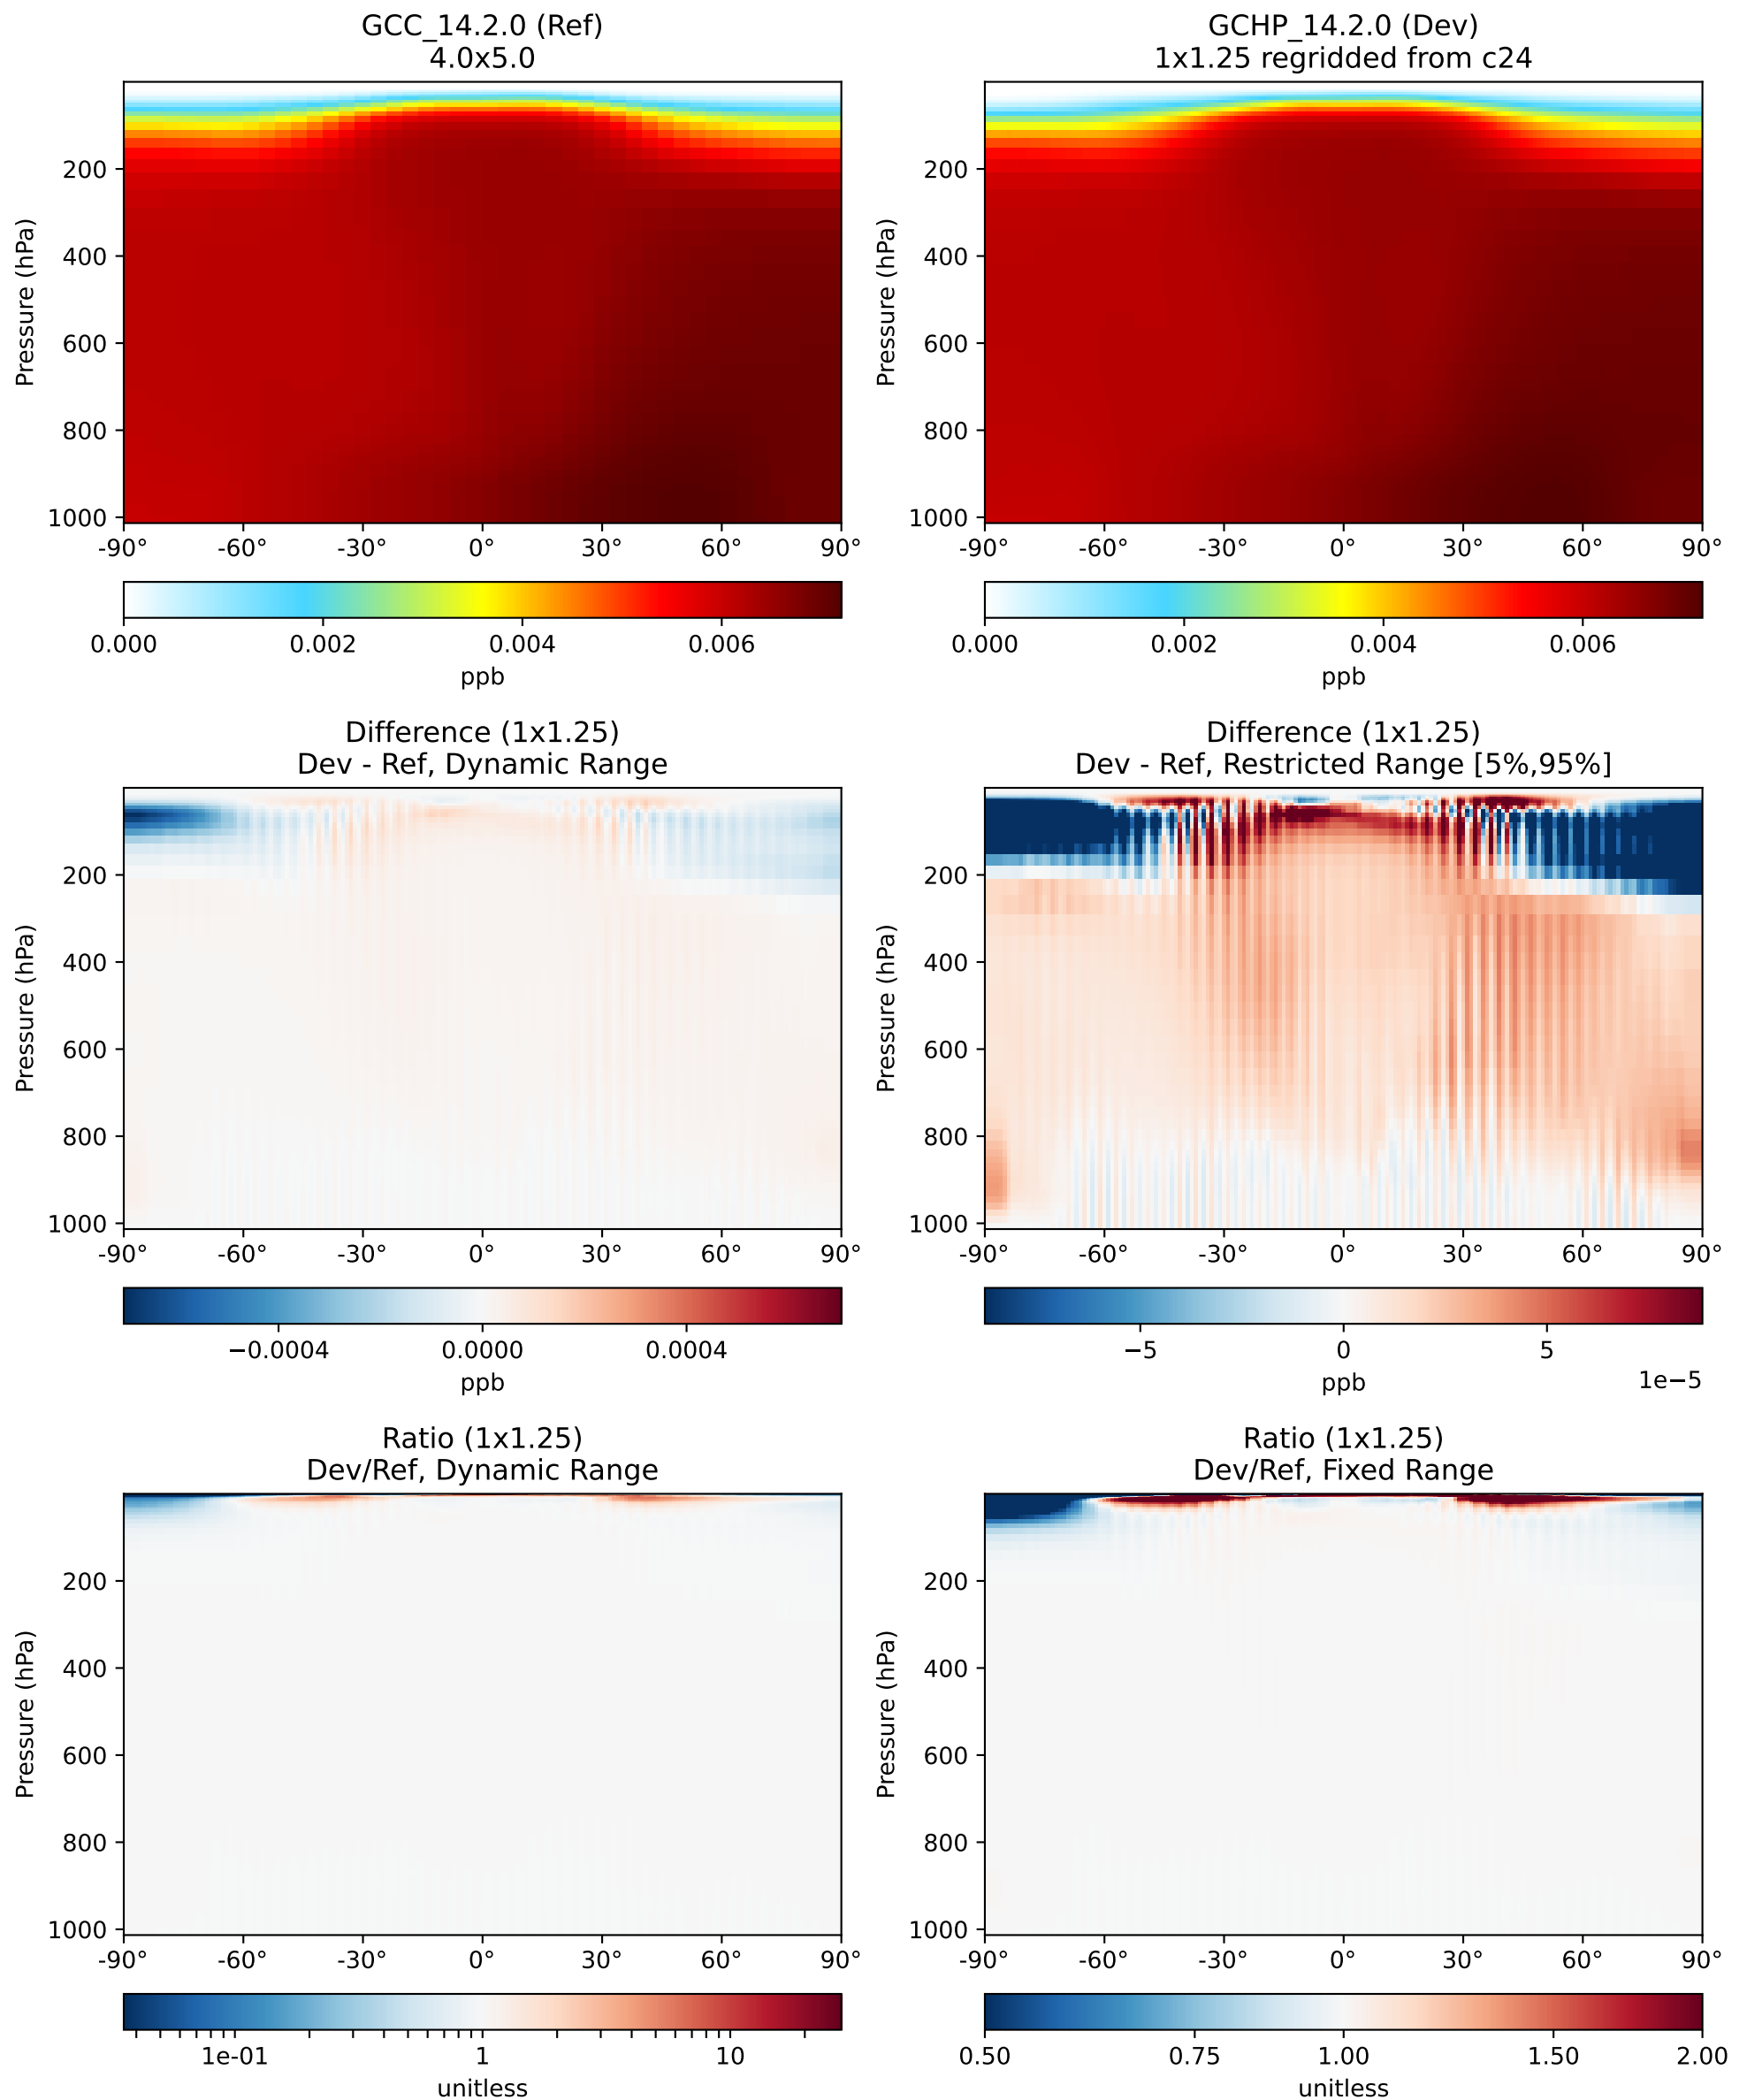 GCC_14.2.0 (Ref)
4.0x5.0
Pressure (hPa)
200
400
600
800
1000
-90° -60° -30° 0° 30° 60° 90°
0.000 0.002 0.004 0.006
ppb
GCHP_14.2.0 (Dev)
1x1.25 regridded from c24
Pressure (hPa)
200
400
600
800
1000
-90° -60° -30° 0° 30° 60° 90°
0.000 0.002 0.004 0.006
ppb
Difference (1x1.25)
Dev - Ref, Dynamic Range
Pressure (hPa)
200
400
600
800
1000
-90° -60° -30° 0° 30° 60° 90°
−0.0004 0.0000 0.0004
ppb
Difference (1x1.25)
Dev - Ref, Restricted Range [5%,95%]
Pressure (hPa)
200
400
600
800
1000
-90° -60° -30° 0° 30° 60° 90°
−5 0 5
ppb 1e−5
Ratio (1x1.25)
Dev/Ref, Dynamic Range
Pressure (hPa)
200
400
600
800
1000
-90° -60° -30° 0° 30° 60° 90°
1e-01 1 10
unitless
Ratio (1x1.25)
Dev/Ref, Fixed Range
Pressure (hPa)
200
400
600
800
1000
-90° -60° -30° 0° 30° 60° 90°
0.50 0.75 1.00 1.50 2.00
unitless